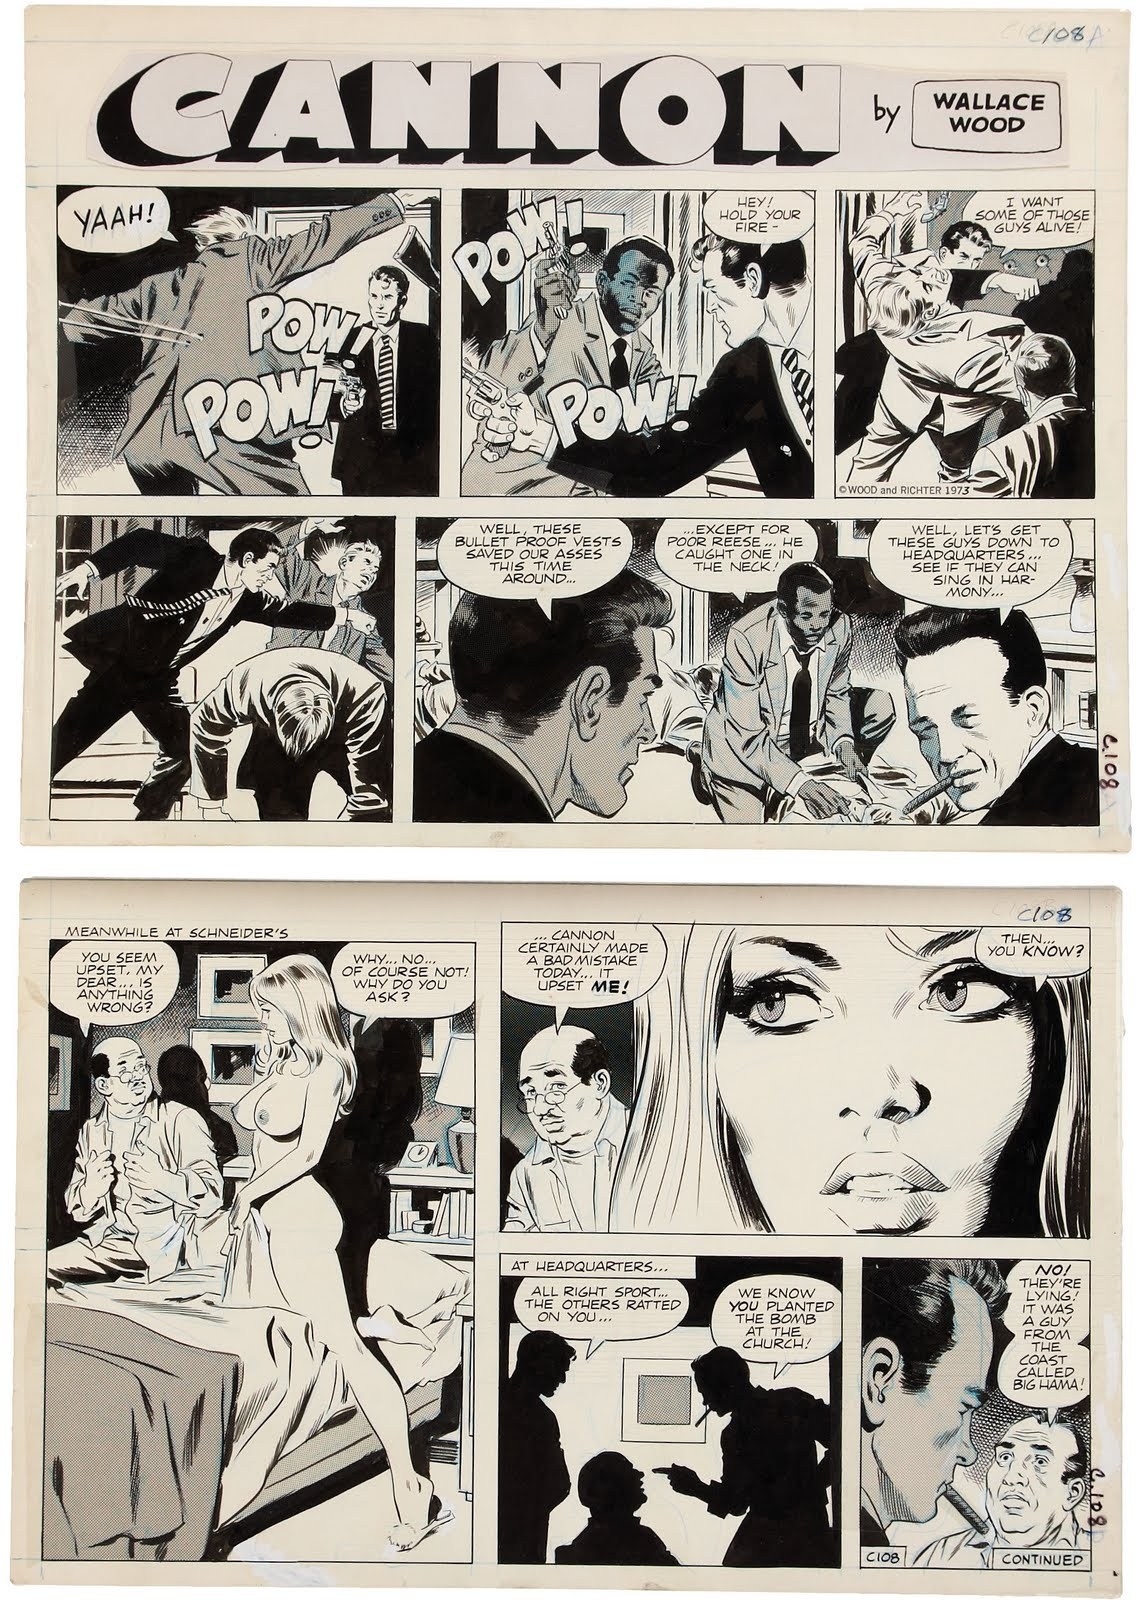 C108 A
CANNON
by
WALLACE
WOOD
YAAH!
POW!
POW!
POW!
POW!
HEY!
HOLD YOUR
FIRE-
I WANT
SOME OF THOSE
GUYS ALIVE!
© WOOD and RICHTER 1973
WELL, THESE
BULLET PROOF VESTS
SAVED OUR ASSES
THIS TIME
AROUND...
...EXCEPT FOR
POOR REESE... HE
CAUGHT ONE IN
THE NECK!
WELL, LET'S GET
THESE GUYS DOWN TO
HEADQUARTERS...
SEE IF THEY CAN
SING IN HAR-
MONY...
C.108A
C108
MEANWHILE AT SCHNEIDER'S
YOU SEEM
UPSET, MY
DEAR... IS
ANYTHING
WRONG?
WHY... NO...
OF COURSE NOT!
WHY DO YOU
ASK?
... CANNON
CERTAINLY MADE
A BAD MISTAKE
TODAY... IT
UPSET ME!
THEN...
YOU KNOW?
AT HEADQUARTERS...
ALL RIGHT SPORT...
THE OTHERS RATTED
ON YOU...
WE KNOW
YOU PLANTED
THE BOMB
AT THE
CHURCH!
NO!
THEY'RE
LYING!
IT WAS
A GUY
FROM
THE
COAST
CALLED
BIG HAMA!
C108
CONTINUED
C.108B